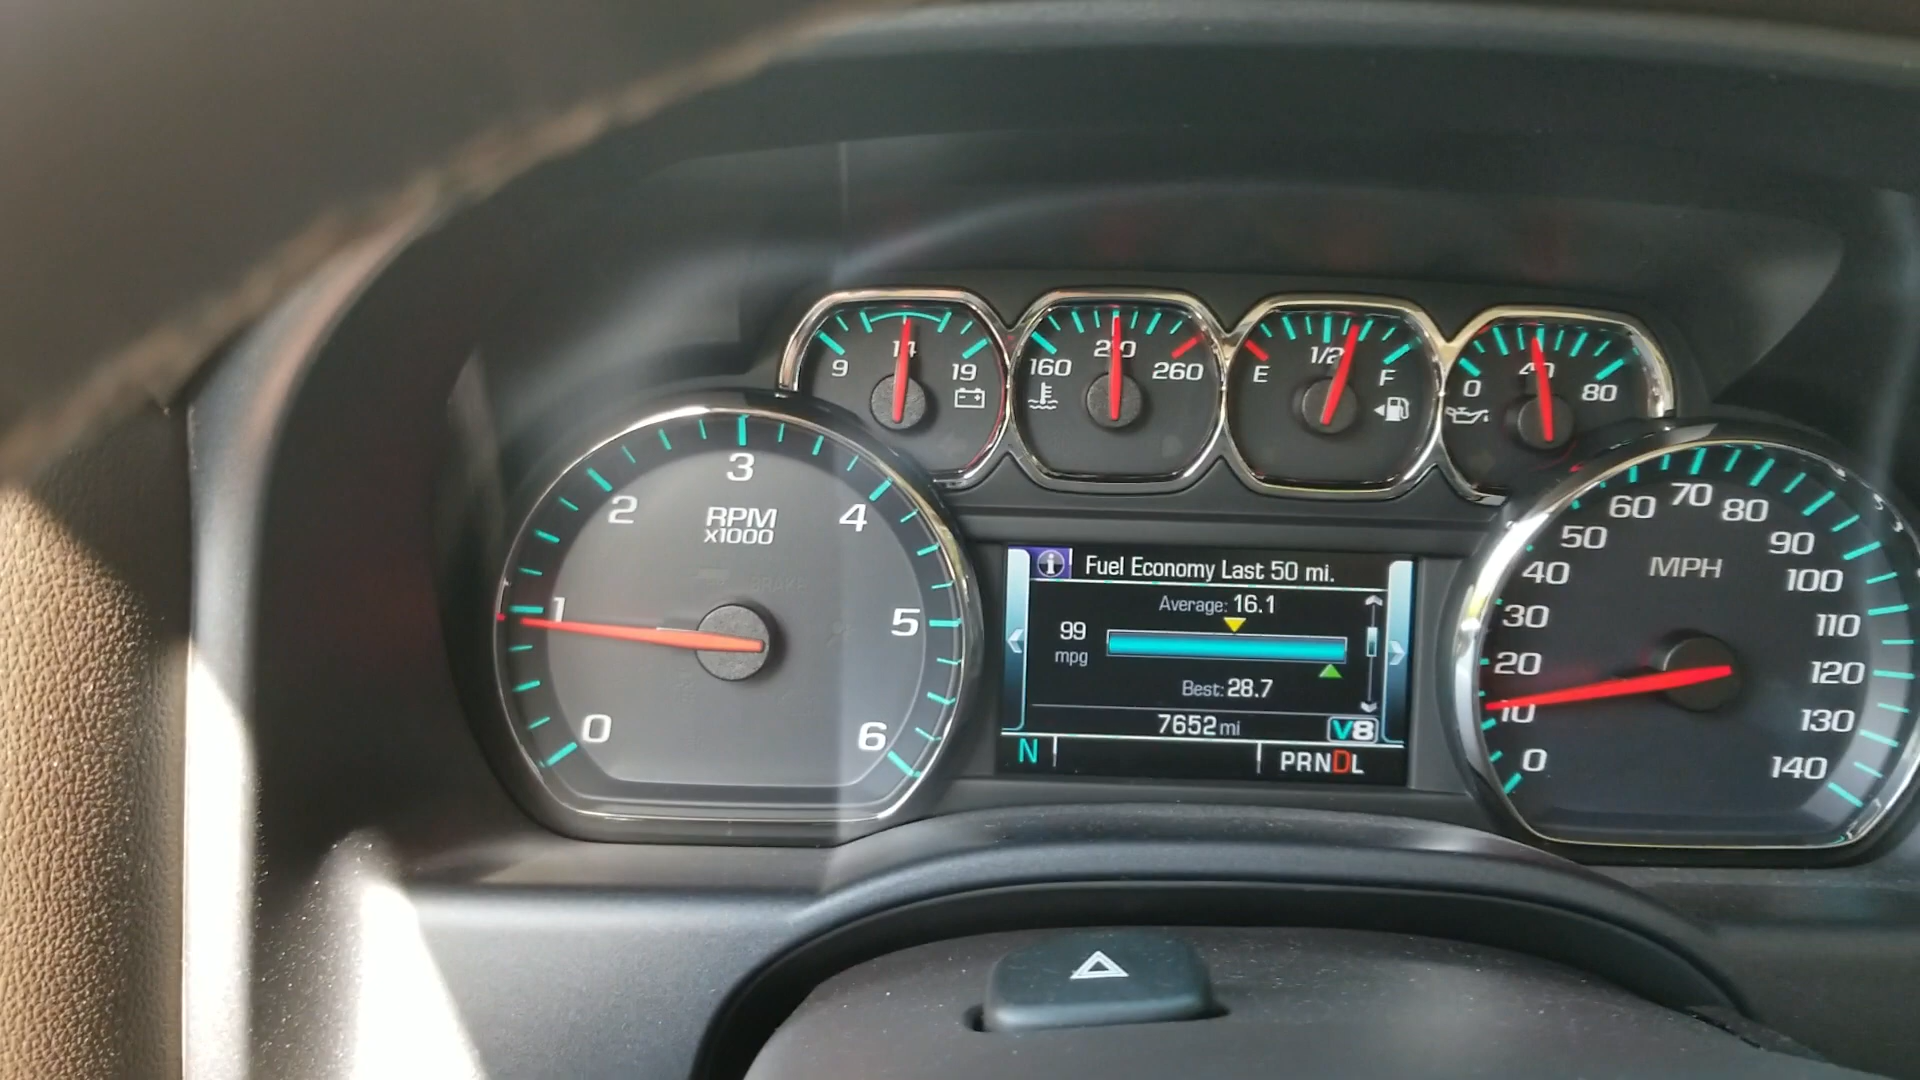 9 14 19
160 210 260
E 1/2 F
0 40 80
0 1 2 3 4 5 6
RPM
x1000
Fuel Economy Last 50 mi.
Average: 16.1
99
mpg
Best: 28.7
7652 mi V8
N PRNDL
0 10 20 30 40 50 60 70 80 90 100 110 120 130 140
MPH